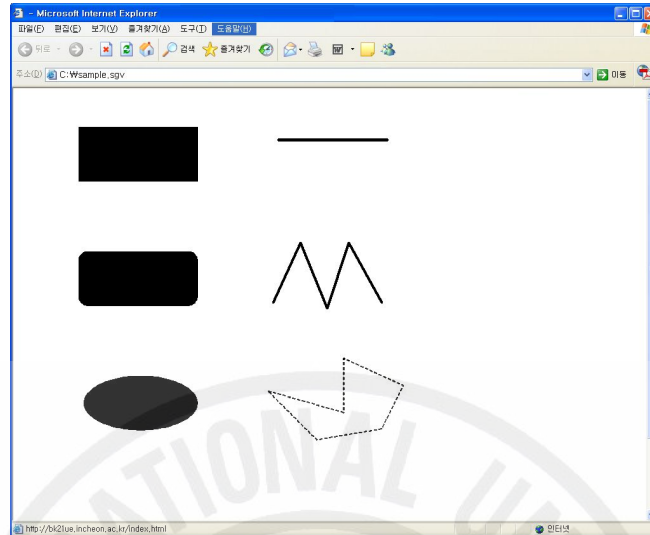 - Microsoft Internet Explorer
파일(F) 편집(E) 보기(V) 즐겨찾기(A) 도구(T) 도움말(H)
뒤로 검색 즐겨찾기
주소(D) C:₩sample.sgv 이동
NATIONAL UN
http://bk21ue.incheon.ac.kr/index.html 인터넷